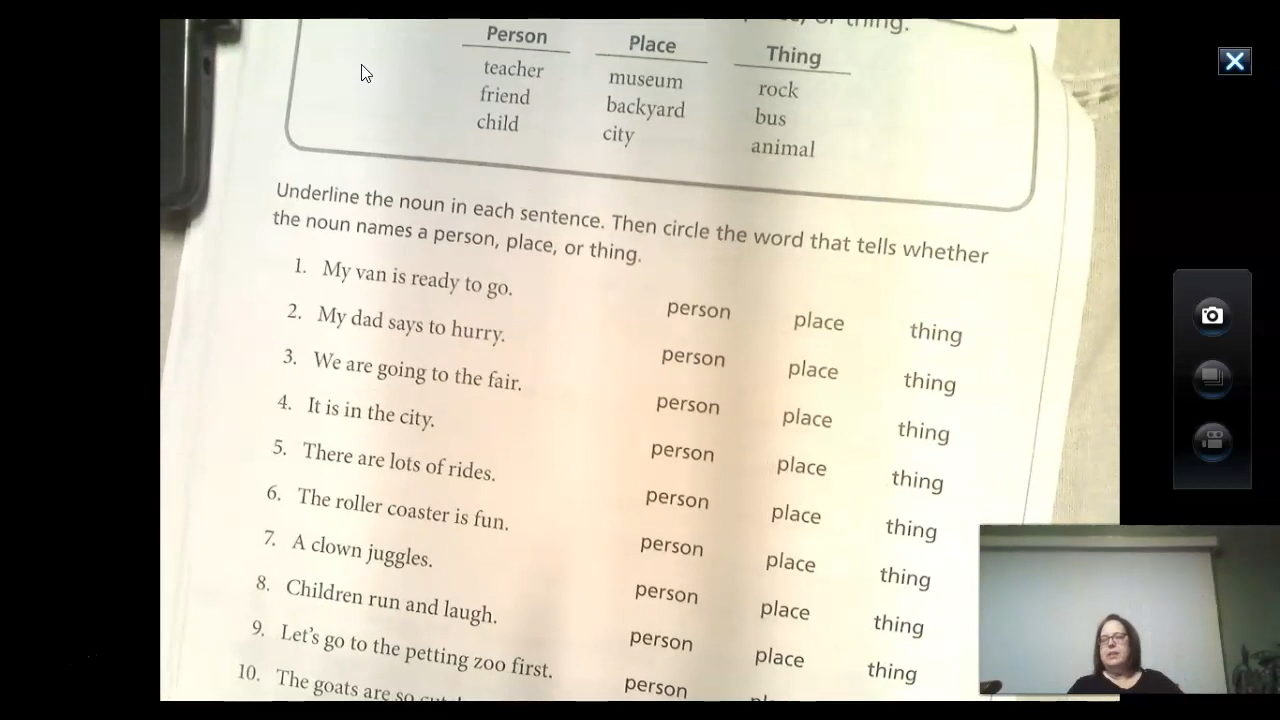 or thing.
Person Place Thing
teacher museum rock
friend backyard bus
child city animal
Underline the noun in each sentence. Then circle the word that tells whether
the noun names a person, place, or thing.
1. My van is ready to go. person place thing
2. My dad says to hurry. person place thing
3. We are going to the fair. person place thing
4. It is in the city. person place thing
5. There are lots of rides. person place thing
6. The roller coaster is fun. person place thing
7. A clown juggles. person place thing
8. Children run and laugh. person place thing
9. Let's go to the petting zoo first. person
10. The goats are so